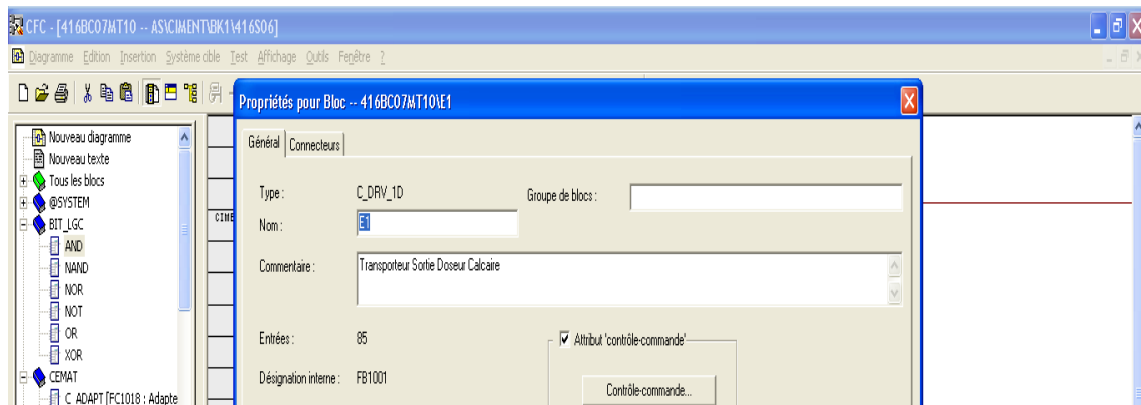 CFC - [416BC07MT10 -- AS\CIMENT\BK1\416S06]
Diagramme Edition Insertion Système cible Test Affichage Outils Fenêtre ?
Propriétés pour Bloc -- 416BC07MT10\E1
Général Connecteurs
Nouveau diagramme
Nouveau texte
Tous les blocs
@SYSTEM
BIT_LGC
AND
NAND
NOR
NOT
OR
XOR
CEMAT
C_ADAPT [FC1018 : Adapte
CIME
Type : C_DRV_1D Groupe de blocs :
Nom : E1
Commentaire : Transporteur Sortie Doseur Calcaire
Entrées : 85 Attribut 'contrôle-commande'
Désignation interne : FB1001 Contrôle-commande...